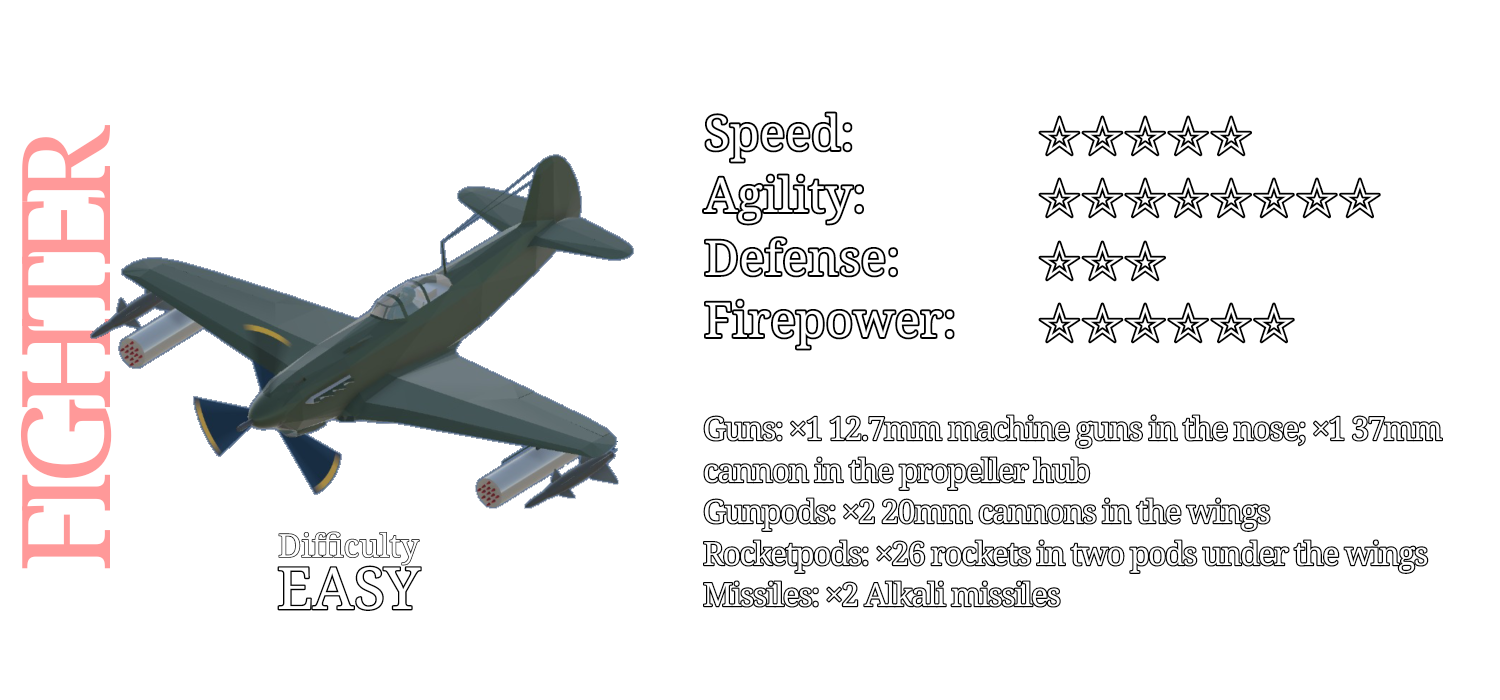 FIGHTER
Difficulty
EASY
Speed: ☆☆☆☆☆
Agility: ☆☆☆☆☆☆☆☆
Defense: ☆☆☆
Firepower: ☆☆☆☆☆☆
Guns: ×1 12.7mm machine guns in the nose; ×1 37mm
cannon in the propeller hub
Gunpods: ×2 20mm cannons in the wings
Rocketpods: ×26 rockets in two pods under the wings
Missiles: ×2 Alkali missiles